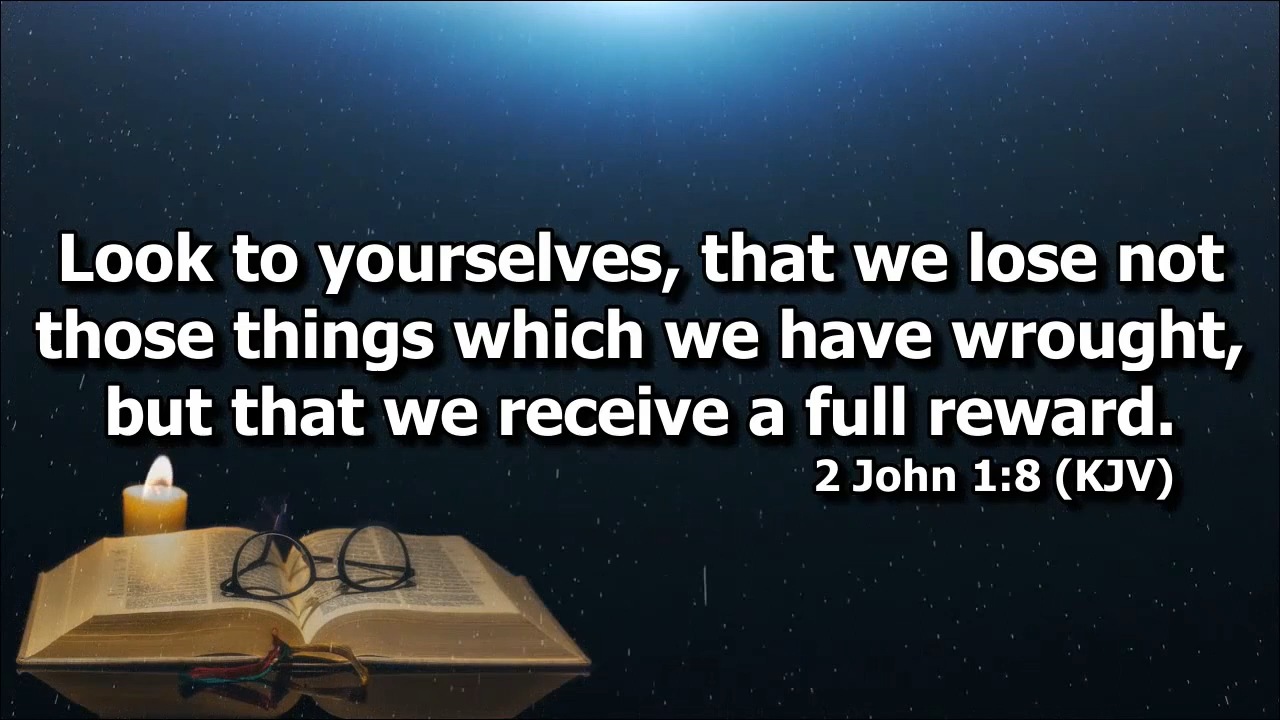 Look to yourselves, that we lose not
those things which we have wrought,
but that we receive a full reward.
2 John 1:8 (KJV)